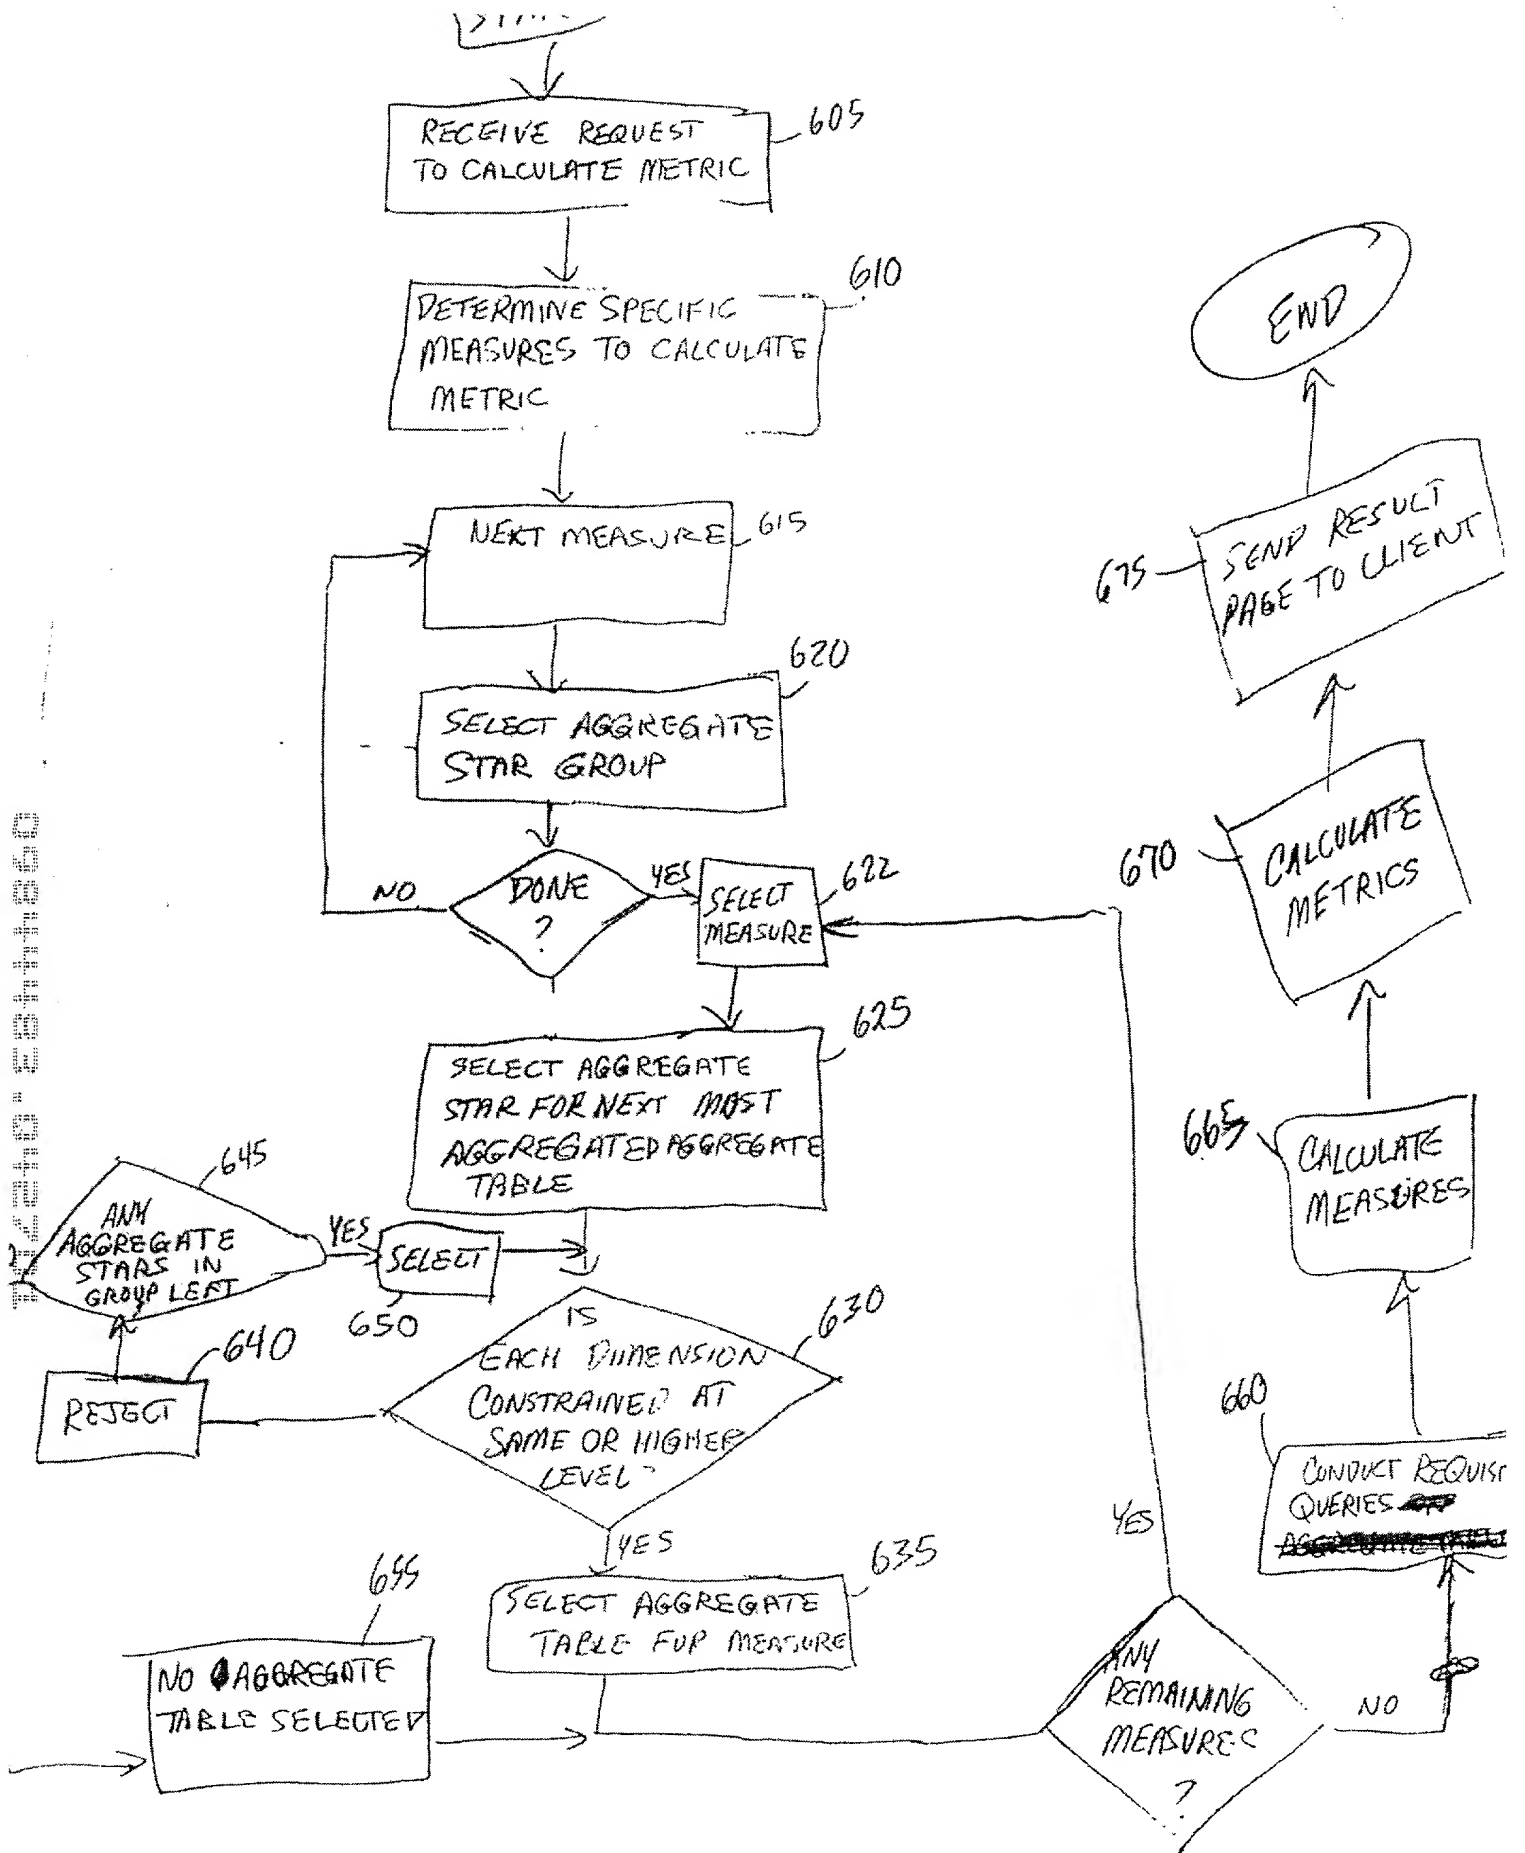 RECEIVE REQUEST
TO CALCULATE METRIC
605
DETERMINE SPECIFIC
MEASURES TO CALCULATE
METRIC
610
NEXT MEASURE
615
SELECT AGGREGATE
STAR GROUP
620
DONE
?
NO
YES
SELECT
MEASURE
622
SELECT AGGREGATE
STAR FOR NEXT MOST
AGGREGATED AGGREGATE
TABLE
625
ANY
AGGREGATE
STARS IN
GROUP LEFT
645
YES
SELECT
650
IS
EACH DIMENSION
CONSTRAINED AT
SAME OR HIGHER
LEVEL?
630
REJECT
640
YES
SELECT AGGREGATE
TABLE FOR MEASURE
635
NO AGGREGATE
TABLE SELECTED
655
ANY
REMAINING
MEASURES
?
YES
NO
CONDUCT
QUERIES
660
CALCULATE
MEASURES
665
CALCULATE
METRICS
670
SEND RESULT
PAGE TO CLIENT
675
END